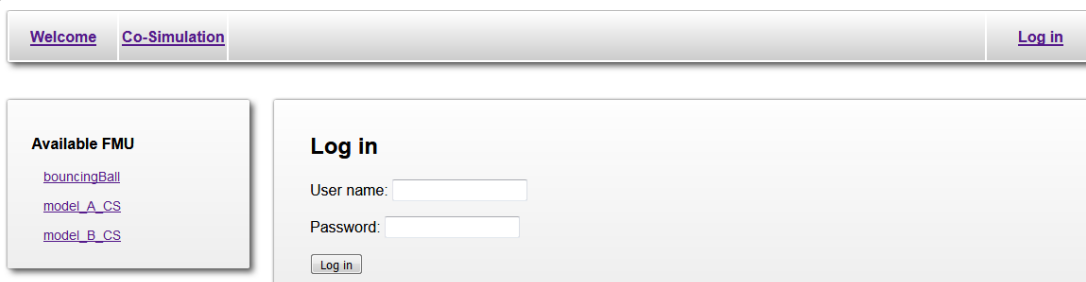 Welcome Co-Simulation Log in
Available FMU
bouncingBall
model_A_CS
model_B_CS
Log in
User name:
Password:
Log in